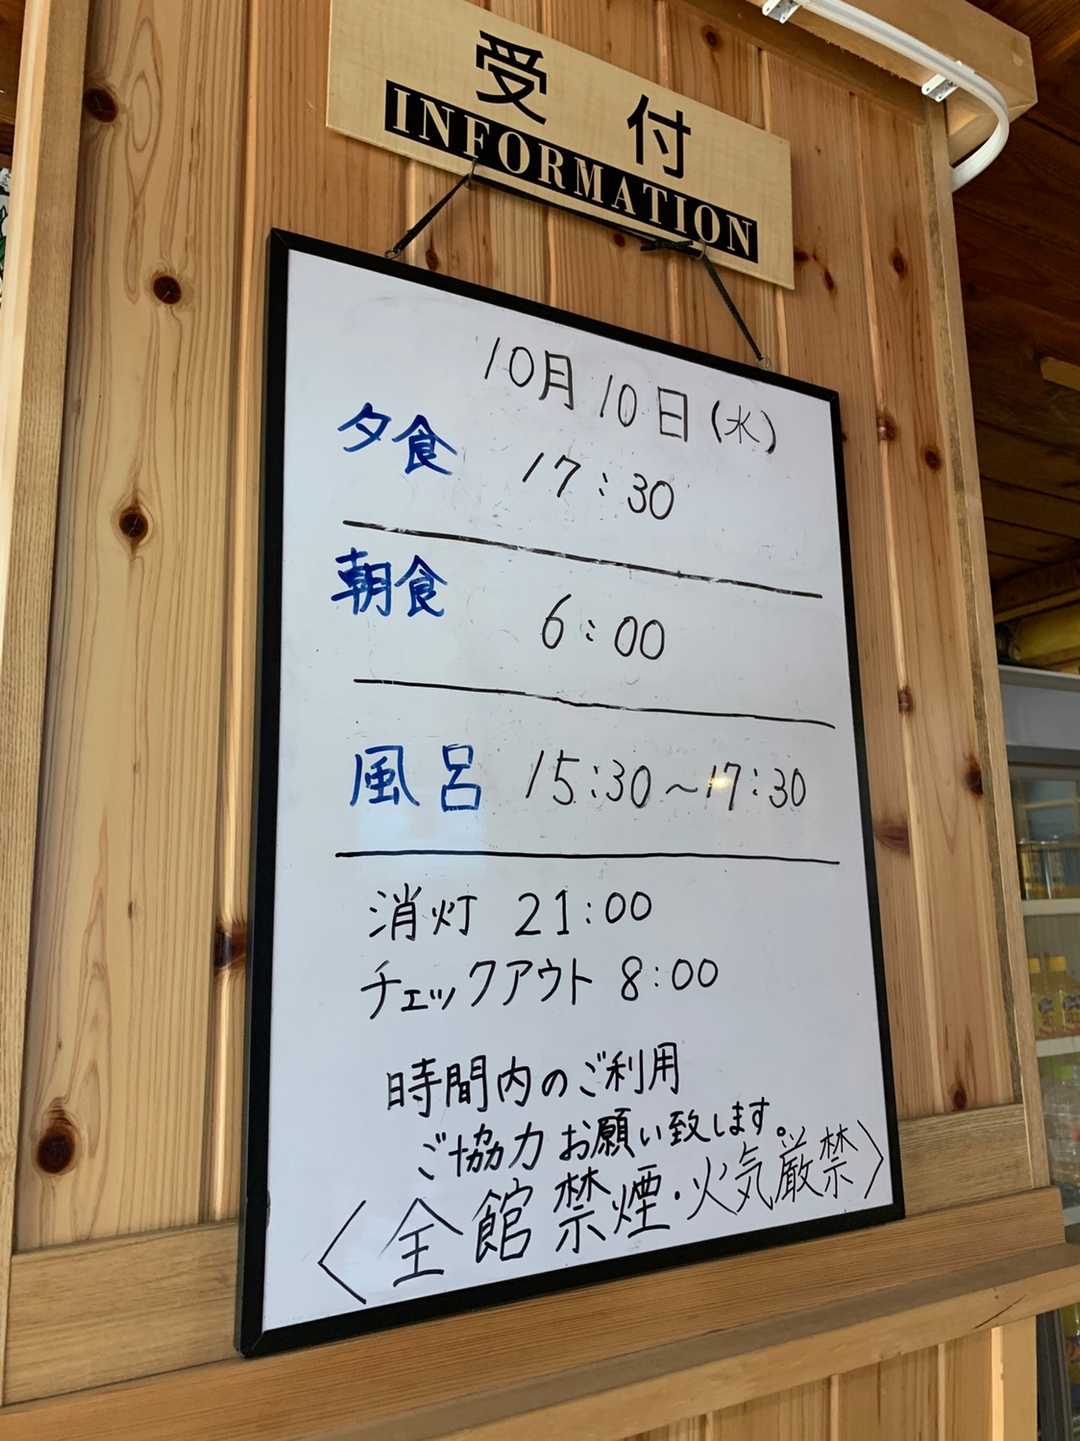 受付
INFORMATION
10月10日(水)
夕食 17:30
朝食 6:00
風呂 15:30～17:30
消灯 21:00
チェックアウト 8:00
時間内のご利用
ご協力お願い致します。
〈全館禁煙・火気厳禁〉